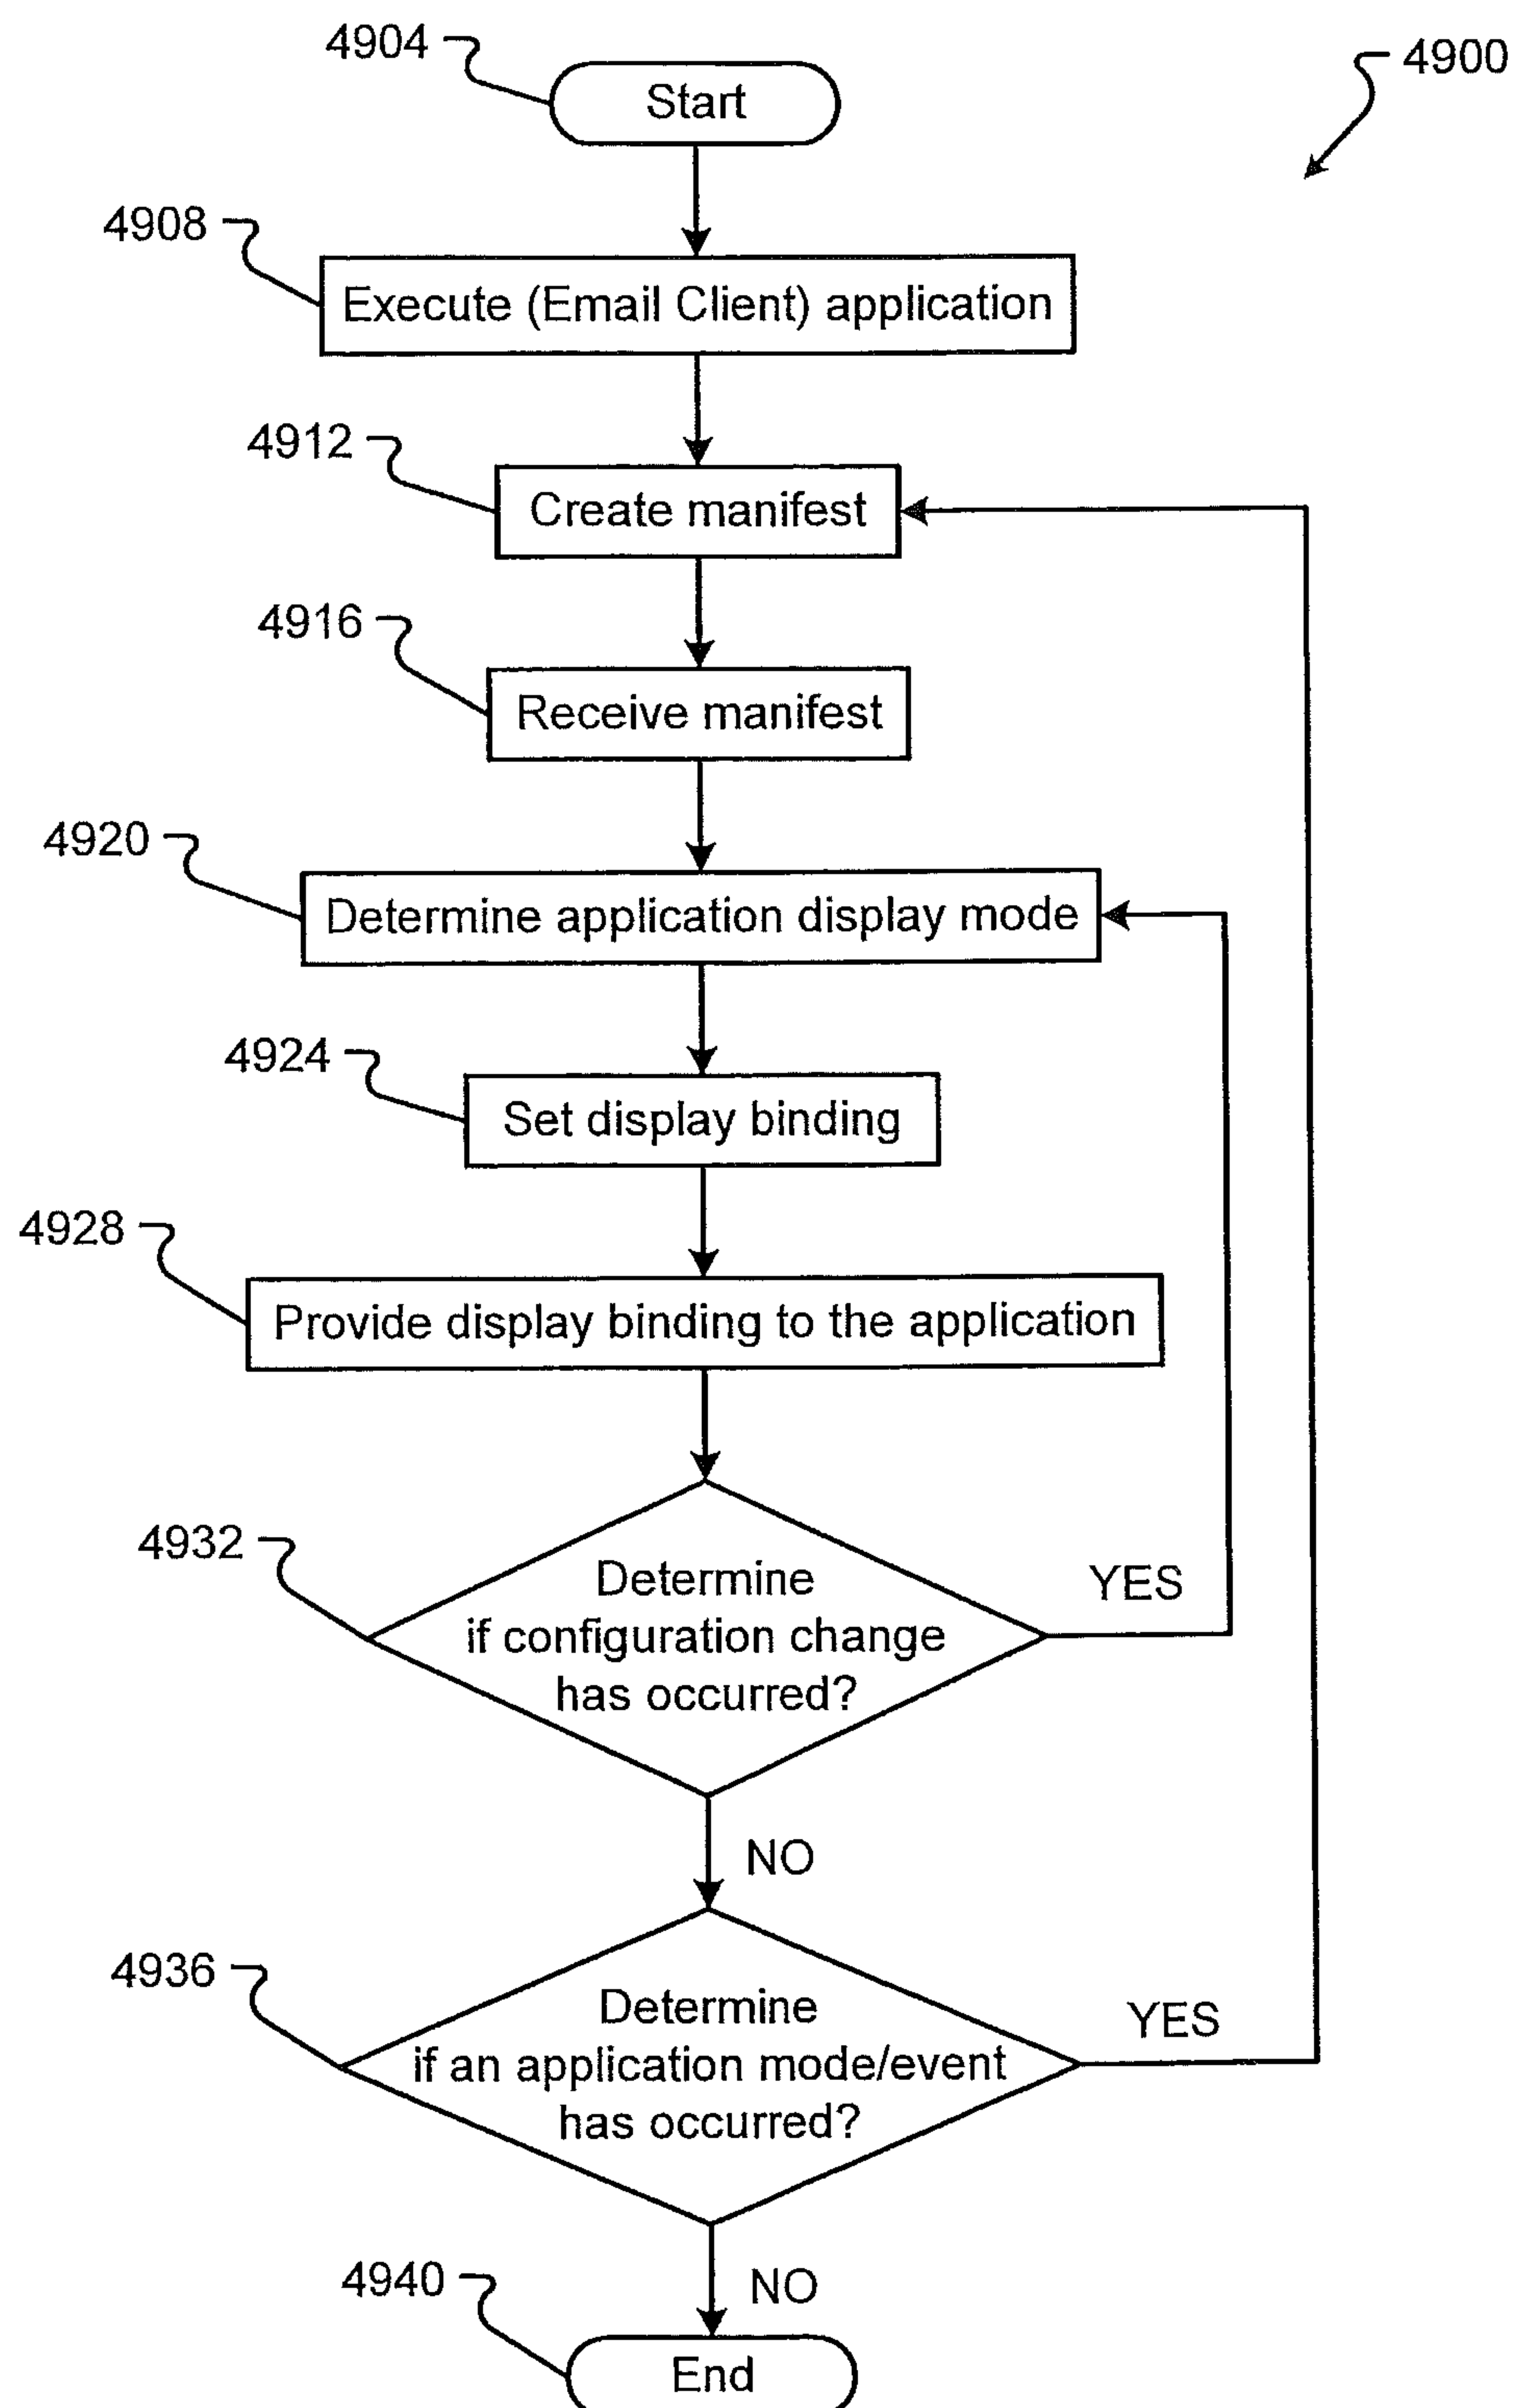 4904
Start
4900
4908
Execute (Email Client) application
4912
Create manifest
4916
Receive manifest
4920
Determine application display mode
4924
Set display binding
4928
Provide display binding to the application
4932
Determine
if configuration change
has occurred?
YES
NO
4936
Determine
if an application mode/event
has occurred?
YES
NO
4940
End